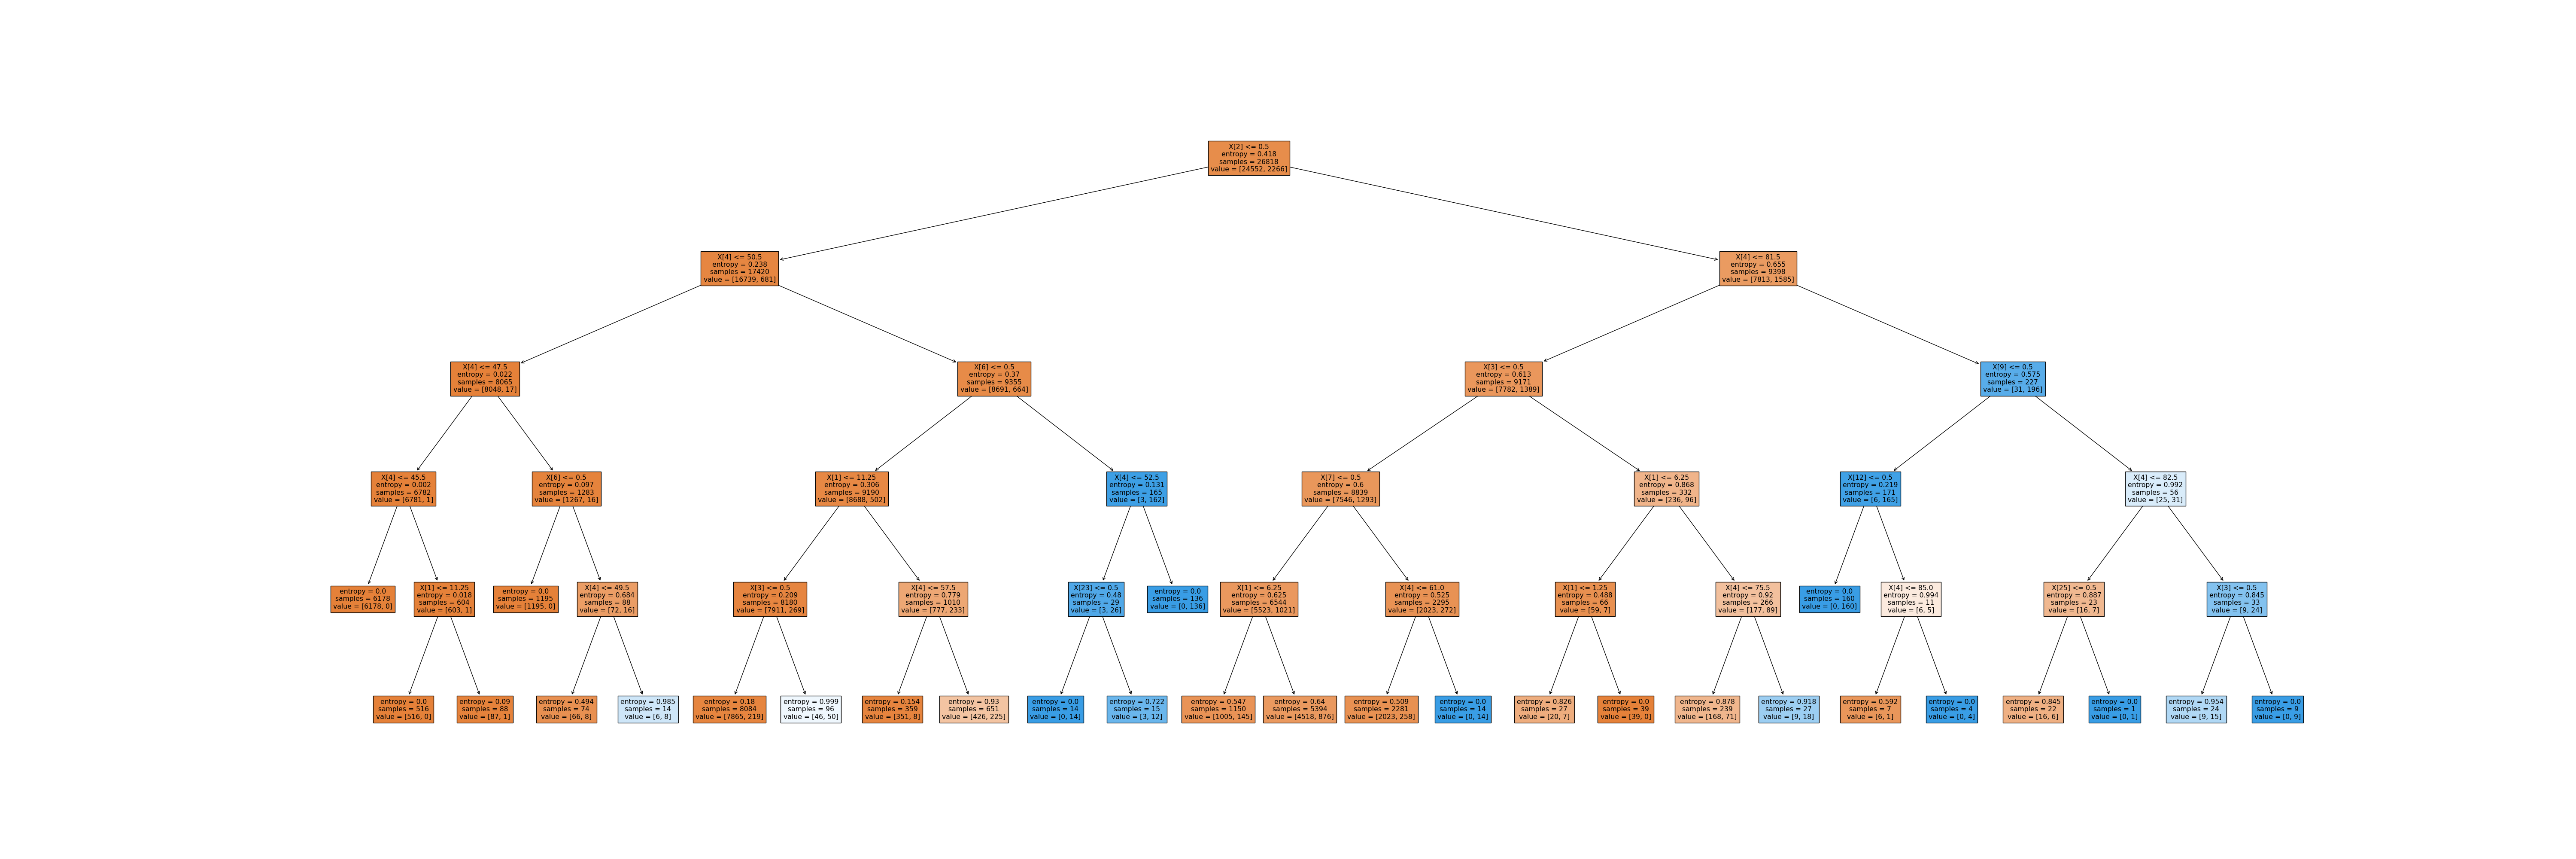 X[2] <= 0.5
entropy = 0.418
samples = 26818
value = [24552, 2266]
X[4] <= 50.5
entropy = 0.238
samples = 17420
value = [16739, 681]
X[4] <= 81.5
entropy = 0.655
samples = 9398
value = [7813, 1585]
X[4] <= 47.5
entropy = 0.022
samples = 8065
value = [8048, 17]
X[6] <= 0.5
entropy = 0.37
samples = 9355
value = [8691, 664]
X[3] <= 0.5
entropy = 0.613
samples = 9171
value = [7782, 1389]
X[9] <= 0.5
entropy = 0.575
samples = 227
value = [31, 196]
X[4] <= 45.5
entropy = 0.002
samples = 6782
value = [6781, 1]
X[6] <= 0.5
entropy = 0.097
samples = 1283
value = [1267, 16]
X[1] <= 11.25
entropy = 0.306
samples = 9190
value = [8688, 502]
X[4] <= 52.5
entropy = 0.131
samples = 165
value = [3, 162]
X[7] <= 0.5
entropy = 0.6
samples = 8839
value = [7546, 1293]
X[1] <= 6.25
entropy = 0.868
samples = 332
value = [236, 96]
X[12] <= 0.5
entropy = 0.219
samples = 171
value = [6, 165]
X[4] <= 82.5
entropy = 0.992
samples = 56
value = [25, 31]
entropy = 0.0
samples = 6178
value = [6178, 0]
X[1] <= 11.25
entropy = 0.018
samples = 604
value = [603, 1]
entropy = 0.0
samples = 1195
value = [1195, 0]
X[4] <= 49.5
entropy = 0.684
samples = 88
value = [72, 16]
X[3] <= 0.5
entropy = 0.209
samples = 8180
value = [7911, 269]
X[4] <= 57.5
entropy = 0.779
samples = 1010
value = [777, 233]
X[23] <= 0.5
entropy = 0.48
samples = 29
value = [3, 26]
entropy = 0.0
samples = 136
value = [0, 136]
X[1] <= 6.25
entropy = 0.625
samples = 6544
value = [5523, 1021]
X[4] <= 61.0
entropy = 0.525
samples = 2295
value = [2023, 272]
X[1] <= 1.25
entropy = 0.488
samples = 66
value = [59, 7]
X[4] <= 75.5
entropy = 0.92
samples = 266
value = [177, 89]
entropy = 0.0
samples = 160
value = [0, 160]
X[4] <= 85.0
entropy = 0.994
samples = 11
value = [6, 5]
X[25] <= 0.5
entropy = 0.887
samples = 23
value = [16, 7]
X[3] <= 0.5
entropy = 0.845
samples = 33
value = [9, 24]
entropy = 0.0
samples = 516
value = [516, 0]
entropy = 0.09
samples = 88
value = [87, 1]
entropy = 0.494
samples = 74
value = [66, 8]
entropy = 0.985
samples = 14
value = [6, 8]
entropy = 0.18
samples = 8084
value = [7865, 219]
entropy = 0.999
samples = 96
value = [46, 50]
entropy = 0.154
samples = 359
value = [351, 8]
entropy = 0.93
samples = 651
value = [426, 225]
entropy = 0.0
samples = 14
value = [0, 14]
entropy = 0.722
samples = 15
value = [3, 12]
entropy = 0.547
samples = 1150
value = [1005, 145]
entropy = 0.64
samples = 5394
value = [4518, 876]
entropy = 0.509
samples = 2281
value = [2023, 258]
entropy = 0.0
samples = 14
value = [0, 14]
entropy = 0.826
samples = 27
value = [20, 7]
entropy = 0.0
samples = 39
value = [39, 0]
entropy = 0.878
samples = 239
value = [168, 71]
entropy = 0.918
samples = 27
value = [9, 18]
entropy = 0.592
samples = 7
value = [6, 1]
entropy = 0.0
samples = 4
value = [0, 4]
entropy = 0.845
samples = 22
value = [16, 6]
entropy = 0.0
samples = 1
value = [0, 1]
entropy = 0.954
samples = 24
value = [9, 15]
entropy = 0.0
samples = 9
value = [0, 9]